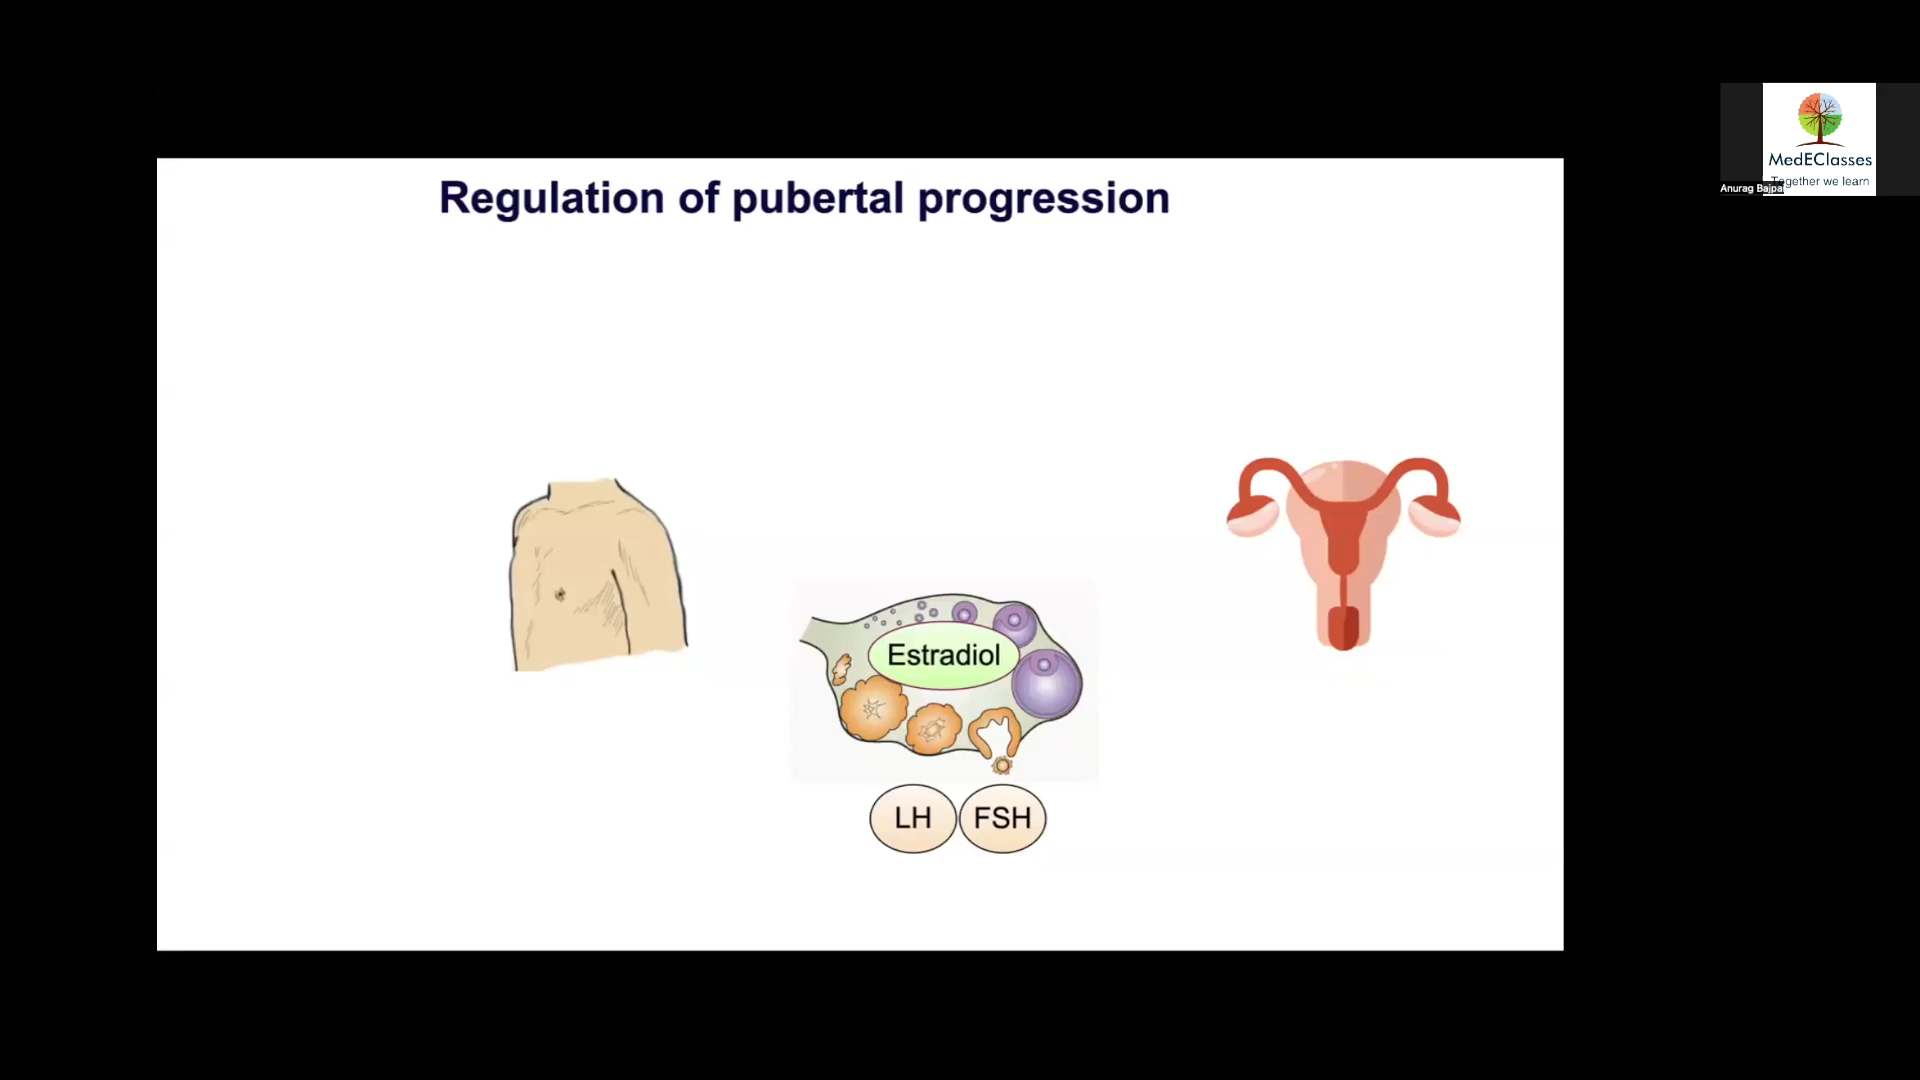 Regulation of pubertal progression
MedEClasses
Together we learn
Anurag Bajpai
Estradiol
LH
FSH